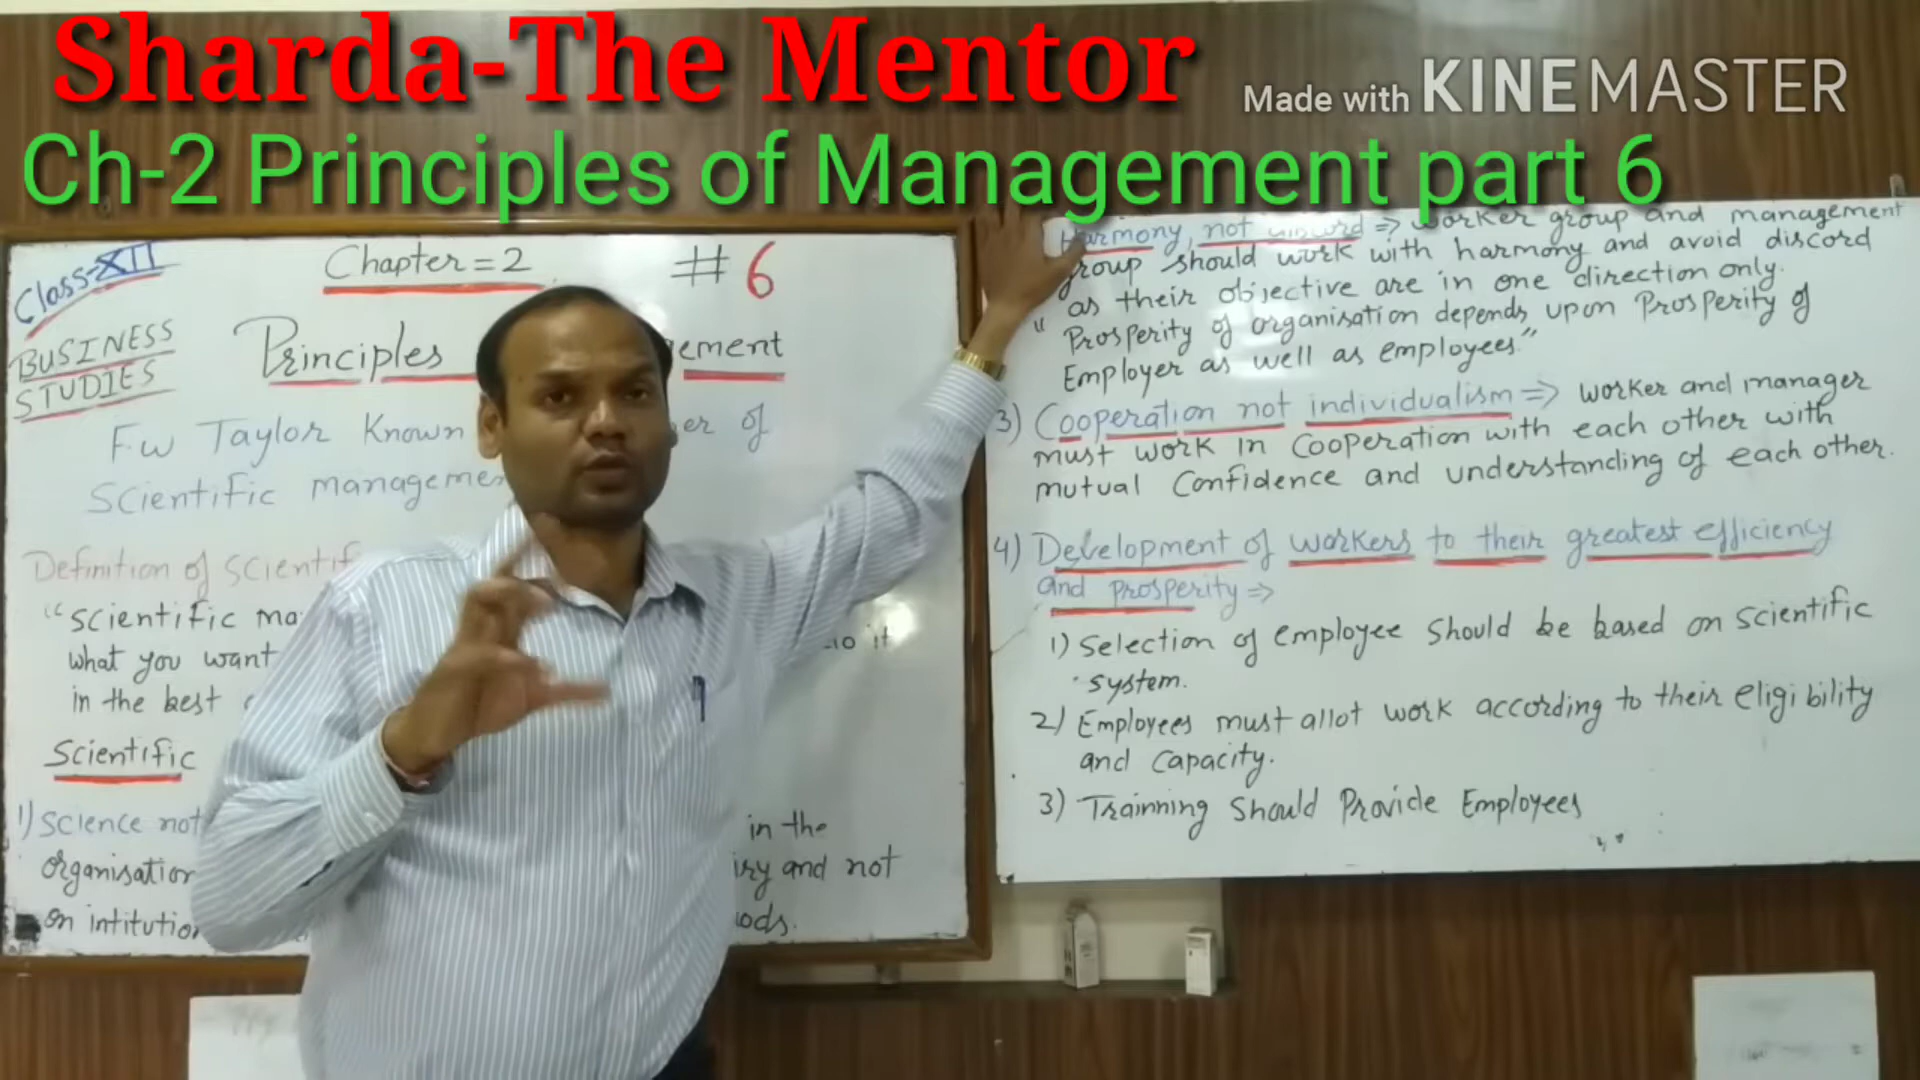 Sharda-The Mentor
Made with KINEMASTER
Ch-2 Principles of Management part 6
Class-XII
Chapter = 2
# 6
BUSINESS
STUDIES
Principles
ement
F.W Taylor Known
er of
Scientific managemen
Definition of Scientif
"Scientific ma
what you want
it
in the best
Scientific
1) Science not
in the
organisation
iry and not
on intitution
ods.
Harmony, not discord => worker group and management
group should work with harmony and avoid discord
as their objective are in one direction only.
" Prosperity of organisation depends upon Prosperity of
Employer as well as employees."
3) Cooperation not individualism => worker and manager
must work in Cooperation with each other with
mutual Confidence and understanding of each other.
4) Development of workers to their greatest efficiency
and prosperity =>
1) Selection of employee should be based on scientific
system.
2) Employees must allot work according to their eligibility
and capacity.
3) Trainning Should Provide Employees